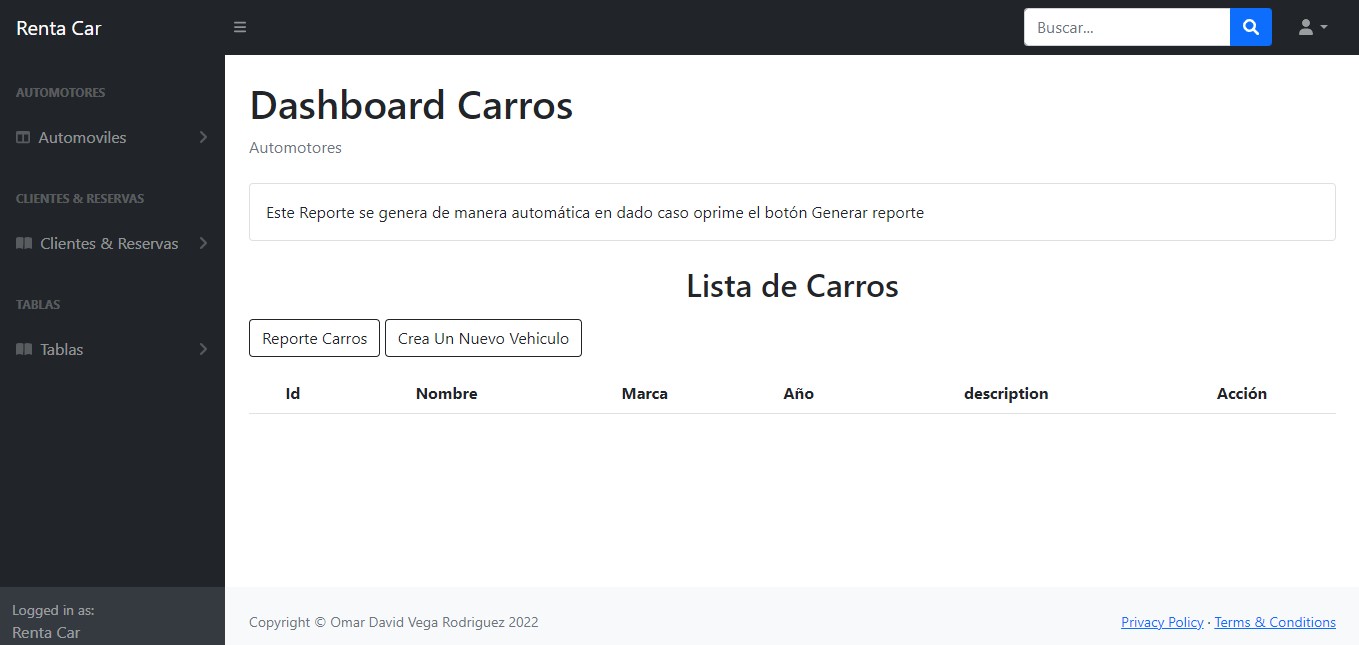 Renta Car
Buscar...
AUTOMOTORES
Automoviles
CLIENTES & RESERVAS
Clientes & Reservas
TABLAS
Tablas
Logged in as:
Renta Car
Dashboard Carros
Automotores
Este Reporte se genera de manera automática en dado caso oprime el botón Generar reporte
Lista de Carros
Reporte Carros Crea Un Nuevo Vehiculo
Id Nombre Marca Año description Acción
Copyright © Omar David Vega Rodriguez 2022
Privacy Policy · Terms & Conditions